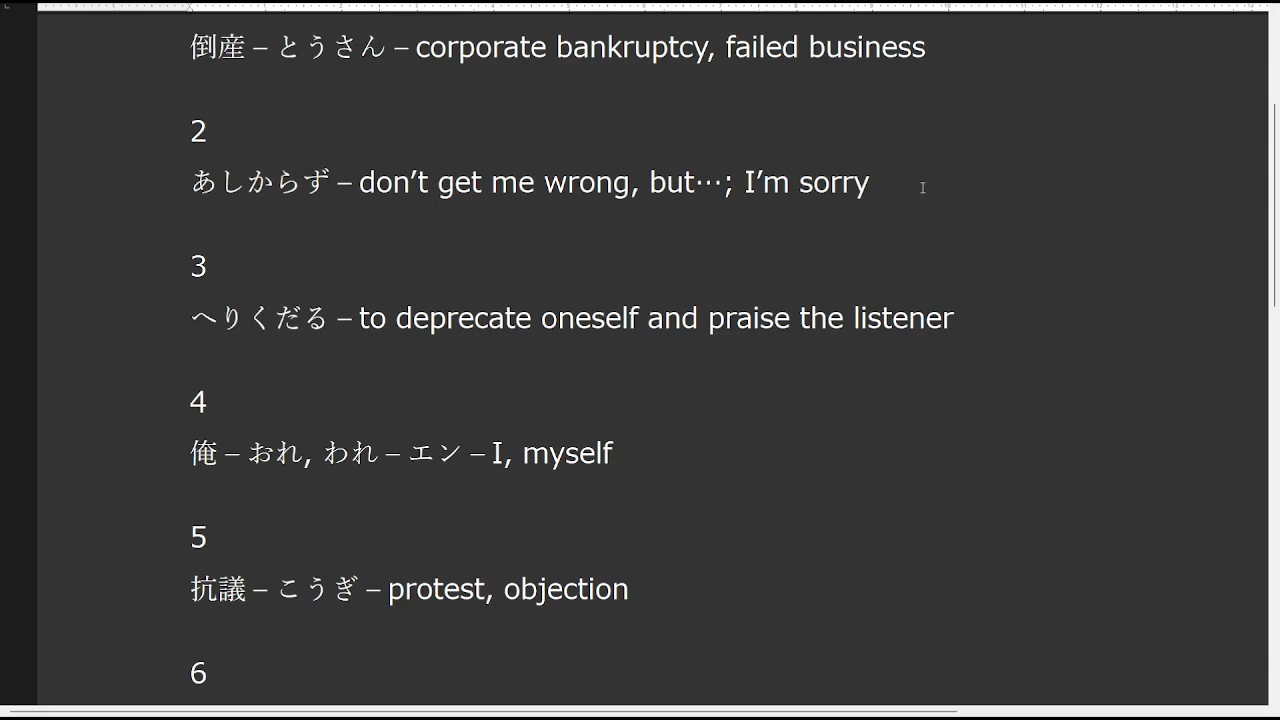 倒産 – とうさん – corporate bankruptcy, failed business
2
あしからず – don’t get me wrong, but…; I’m sorry
3
へりくだる – to deprecate oneself and praise the listener
4
俺 – おれ, われ – エン – I, myself
5
抗議 – こうぎ – protest, objection
6